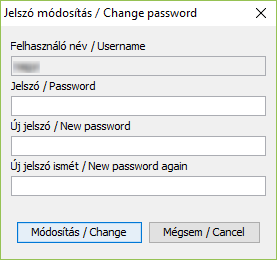 Jelszó módosítás / Change password
Felhasználó név / Username
Jelszó / Password
Új jelszó / New password
Új jelszó ismét / New password again
Módosítás / Change
Mégsem / Cancel